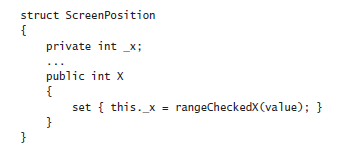 struct ScreenPosition
{
    private int _x;
    ...
    public int X
    {
        set { this._x = rangeCheckedX(value); }
    }
}